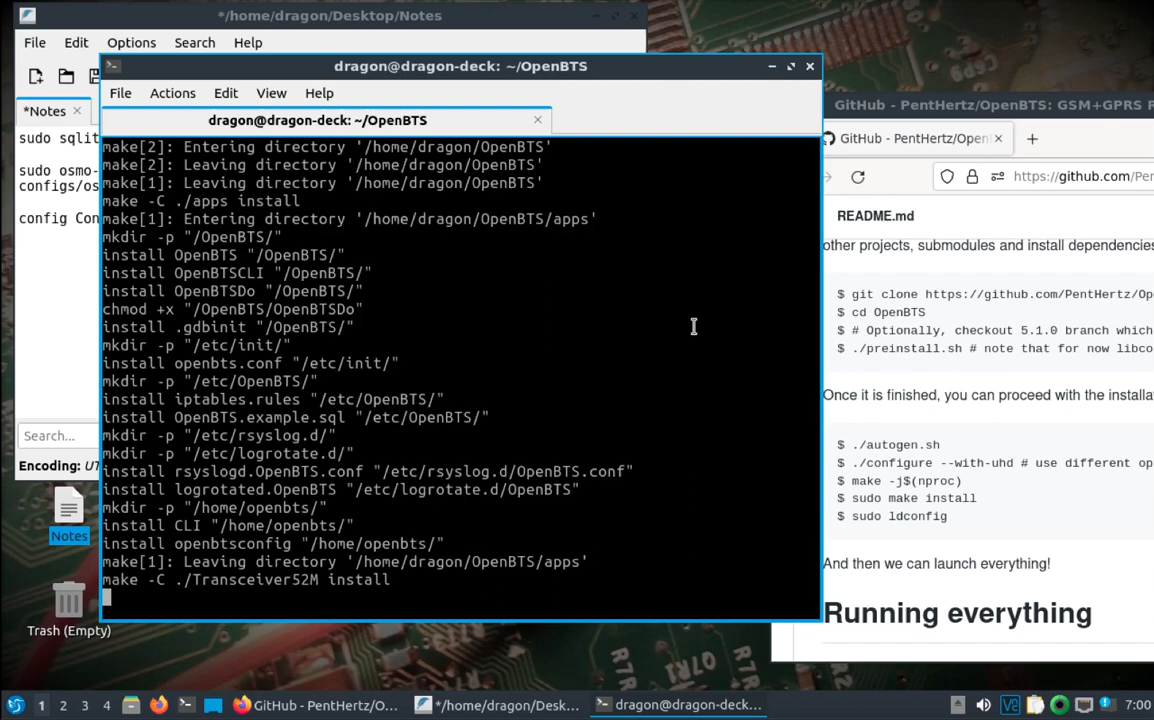 */home/dragon/Desktop/Notes
File Edit Options Search Help
*Notes
sudo sqlit
sudo osmo-
configs/os
config Con
Search...
Encoding: UT
dragon@dragon-deck: ~/OpenBTS
File Actions Edit View Help
dragon@dragon-deck: ~/OpenBTS
make[2]: Entering directory '/home/dragon/OpenBTS'
make[2]: Leaving directory '/home/dragon/OpenBTS'
make[1]: Leaving directory '/home/dragon/OpenBTS'
make -C ./apps install
make[1]: Entering directory '/home/dragon/OpenBTS/apps'
mkdir -p "/OpenBTS/"
install OpenBTS "/OpenBTS/"
install OpenBTSCLI "/OpenBTS/"
install OpenBTSDo "/OpenBTS/"
chmod +x "/OpenBTS/OpenBTSDo"
install .gdbinit "/OpenBTS/"
mkdir -p "/etc/init/"
install openbts.conf "/etc/init/"
mkdir -p "/etc/OpenBTS/"
install iptables.rules "/etc/OpenBTS/"
install OpenBTS.example.sql "/etc/OpenBTS/"
mkdir -p "/etc/rsyslog.d/"
mkdir -p "/etc/logrotate.d/"
install rsyslogd.OpenBTS.conf "/etc/rsyslog.d/OpenBTS.conf"
install logrotated.OpenBTS "/etc/logrotate.d/OpenBTS"
mkdir -p "/home/openbts/"
install CLI "/home/openbts/"
install openbtsconfig "/home/openbts/"
make[1]: Leaving directory '/home/dragon/OpenBTS/apps'
make -C ./Transceiver52M install
GitHub - PentHertz/OpenBTS: GSM+GPRS R
GitHub - PentHertz/Open
https://github.com/Per
README.md
other projects, submodules and install dependencies
$ git clone https://github.com/PentHertz/Op
$ cd OpenBTS
$ # Optionally, checkout 5.1.0 branch which
$ ./preinstall.sh # note that for now libco
Once it is finished, you can proceed with the installa
$ ./autogen.sh
$ ./configure --with-uhd # use different op
$ make -j$(nproc)
$ sudo make install
$ sudo ldconfig
And then we can launch everything!
Running everything
Notes
Trash (Empty)
R7R
R71
1 2 3 4 GitHub - PentHertz/O... */home/dragon/Desk... dragon@dragon-deck... 7:00